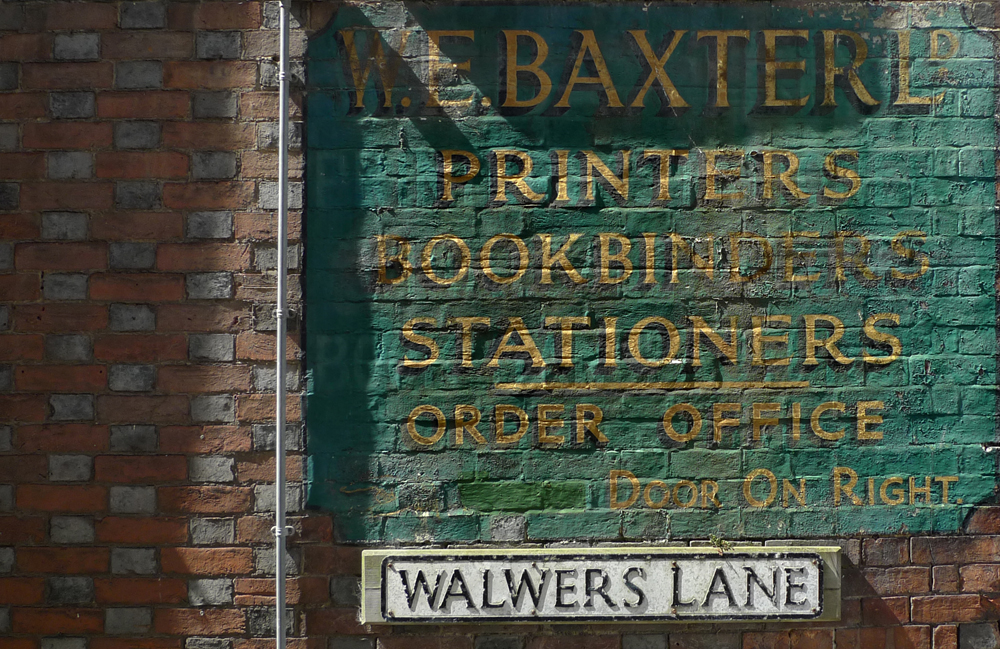 W.E. BAXTER LD
PRINTERS
BOOKBINDERS
STATIONERS
ORDER OFFICE
DOOR ON RIGHT.
WALWERS LANE